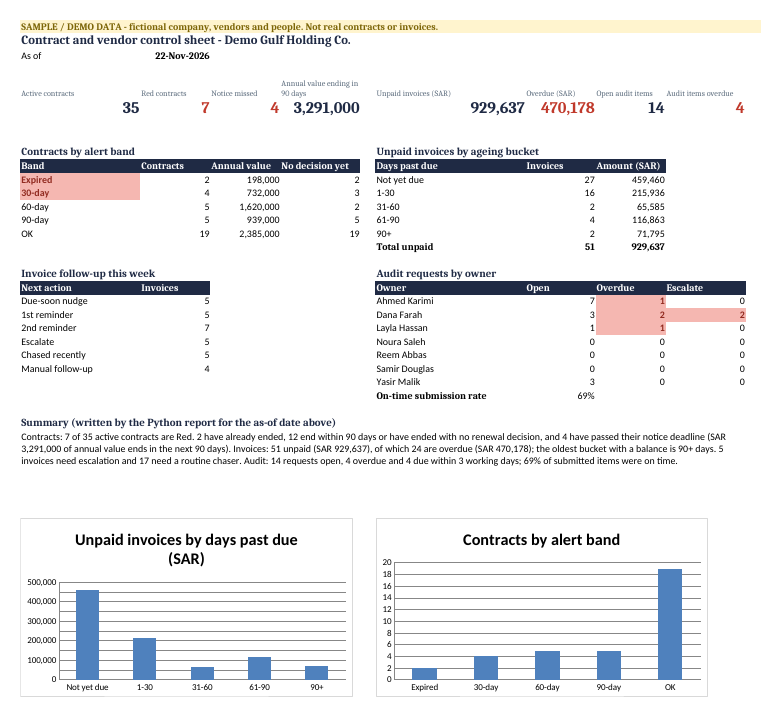 SAMPLE / DEMO DATA - fictional company, vendors and people. Not real contracts or invoices.
Contract and vendor control sheet - Demo Gulf Holding Co.
As of 22-Nov-2026
Active contracts Red contracts Notice missed Annual value ending in 90 days Unpaid invoices (SAR) Overdue (SAR) Open audit items Audit items overdue
35 7 4 3,291,000 929,637 470,178 14 4
Contracts by alert band
Band Contracts Annual value No decision yet
Expired 2 198,000 2
30-day 4 732,000 3
60-day 5 1,620,000 2
90-day 5 939,000 5
OK 19 2,385,000 19
Unpaid invoices by ageing bucket
Days past due Invoices Amount (SAR)
Not yet due 27 459,460
1-30 16 215,936
31-60 2 65,585
61-90 4 116,863
90+ 2 71,795
Total unpaid 51 929,637
Invoice follow-up this week
Next action Invoices
Due-soon nudge 5
1st reminder 5
2nd reminder 7
Escalate 5
Chased recently 5
Manual follow-up 4
Audit requests by owner
Owner Open Overdue Escalate
Ahmed Karimi 7 1 0
Dana Farah 3 2 2
Layla Hassan 1 1 0
Noura Saleh 0 0 0
Reem Abbas 0 0 0
Samir Douglas 0 0 0
Yasir Malik 3 0 0
On-time submission rate 69%
Summary (written by the Python report for the as-of date above)
Contracts: 7 of 35 active contracts are Red. 2 have already ended, 12 end within 90 days or have ended with no renewal decision, and 4 have passed their notice deadline (SAR
3,291,000 of annual value ends in the next 90 days). Invoices: 51 unpaid (SAR 929,637), of which 24 are overdue (SAR 470,178); the oldest bucket with a balance is 90+ days. 5
invoices need escalation and 17 need a routine chaser. Audit: 14 requests open, 4 overdue and 4 due within 3 working days; 69% of submitted items were on time.
Unpaid invoices by days past due
(SAR)
500,000
400,000
300,000
200,000
100,000
0
Not yet due 1-30 31-60 61-90 90+
Contracts by alert band
20
18
16
14
12
10
8
6
4
2
0
Expired 30-day 60-day 90-day OK